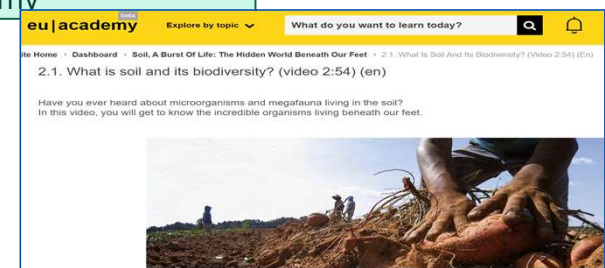 my
beta
eu|academy
Explore by topic
What do you want to learn today?
ite Home • Dashboard • Soil, A Burst Of Life: The Hidden World Beneath Our Feet • 2.1. What Is Soil And Its Biodiversity? (Video 2:54) (En)
2.1. What is soil and its biodiversity? (video 2:54) (en)
Have you ever heard about microorganisms and megafauna living in the soil?
In this video, you will get to know the incredible organisms living beneath our feet.